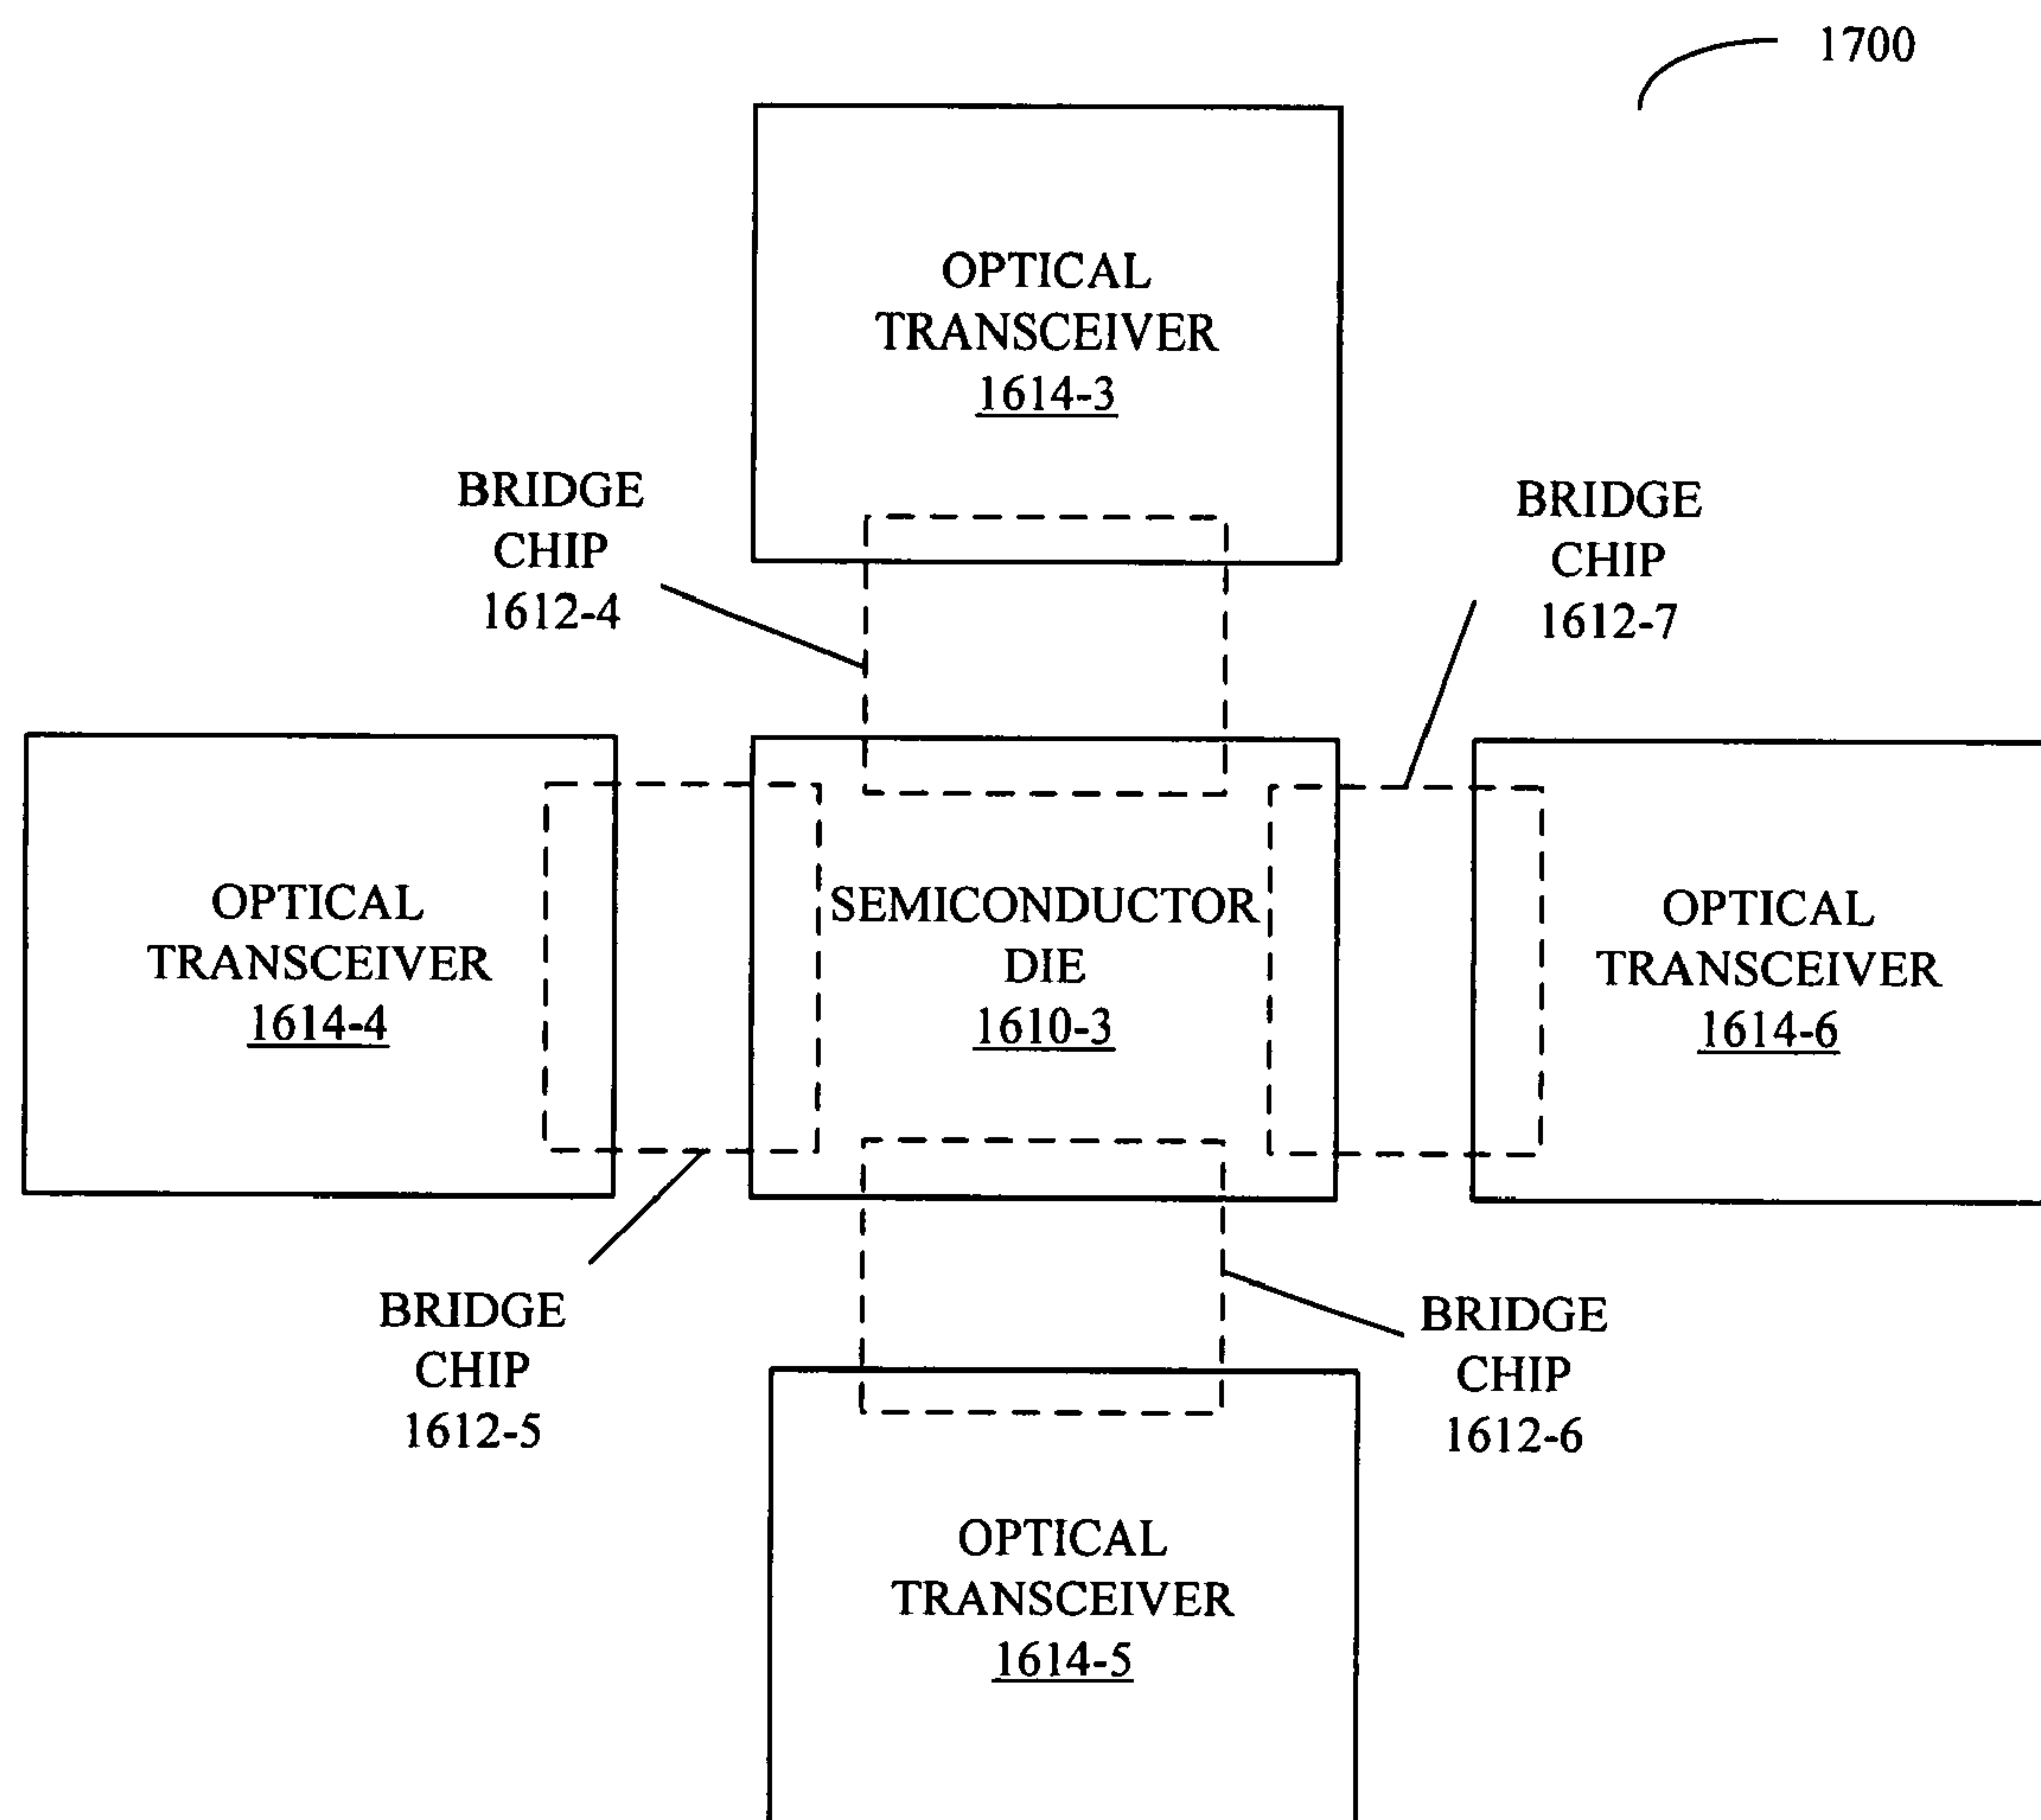 1700
OPTICAL
TRANSCEIVER
1614-3
BRIDGE
CHIP
1612-4
BRIDGE
CHIP
1612-7
OPTICAL
TRANSCEIVER
1614-4
SEMICONDUCTOR
DIE
1610-3
OPTICAL
TRANSCEIVER
1614-6
BRIDGE
CHIP
1612-5
BRIDGE
CHIP
1612-6
OPTICAL
TRANSCEIVER
1614-5